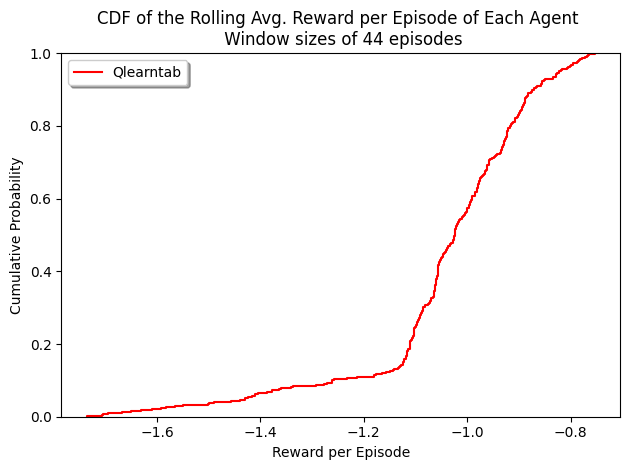 CDF of the Rolling Avg. Reward per Episode of Each Agent
Window sizes of 44 episodes
Qlearntab
Cumulative Probability
1.0
0.8
0.6
0.4
0.2
0.0
−1.6
−1.4
−1.2
−1.0
−0.8
Reward per Episode